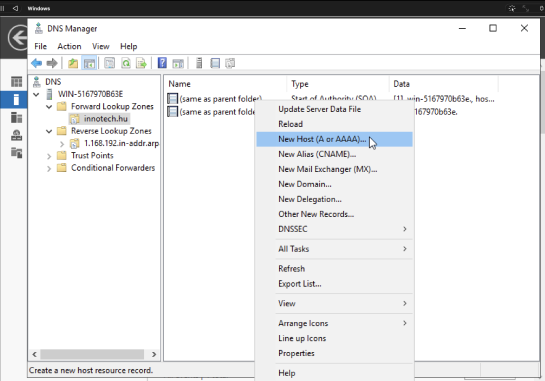 Windows
DNS Manager
File Action View Help
DNS
WIN-5167970B63E
Forward Lookup Zones
innotech.hu
Reverse Lookup Zones
1.168.192.in-addr.arp
Trust Points
Conditional Forwarders
Name Type Data
(same as parent folder) Start of Authority (SOA) [1], win-5167970b63e., hos...
(same as parent folde 167970b63e.
Update Server Data File
Reload
New Host (A or AAAA)...
New Alias (CNAME)...
New Mail Exchanger (MX)...
New Domain...
New Delegation...
Other New Records...
DNSSEC
All Tasks
Refresh
Export List...
View
Arrange Icons
Line up Icons
Properties
Help
Create a new host resource record.